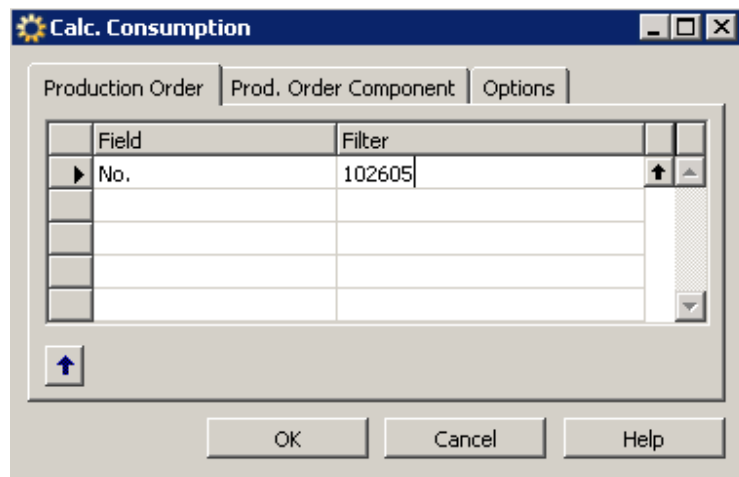 Calc. Consumption
Production Order Prod. Order Component Options
Field Filter
No. 102605
OK Cancel Help